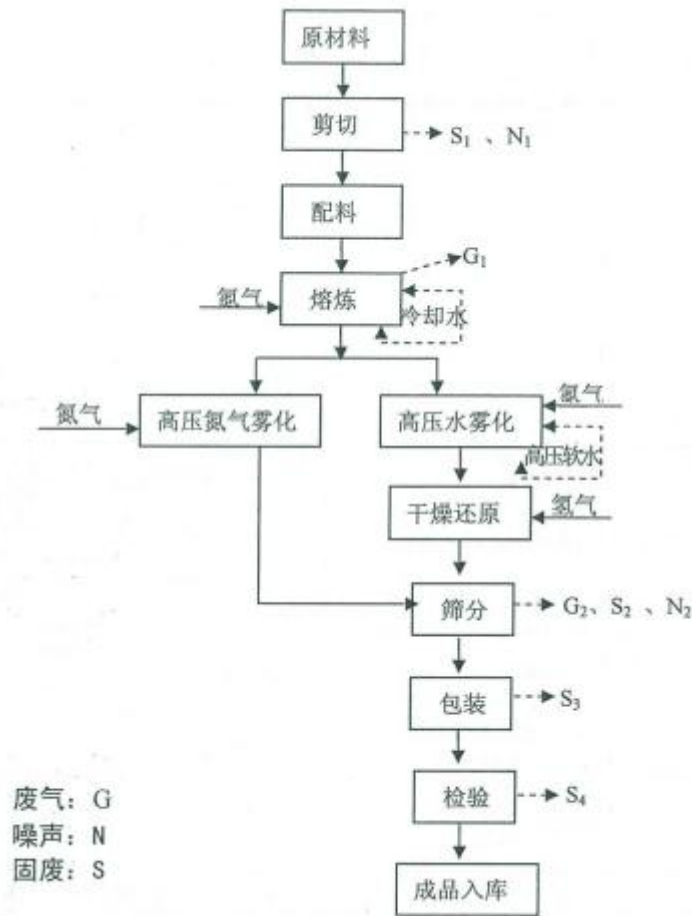 原材料
剪切
S₁、N₁
配料
G₁
氩气
熔炼
冷却水
氮气
高压氮气雾化
高压水雾化
氩气
高压软水
干燥还原
氢气
筛分
G₂、S₂、N₂
包装
S₃
检验
S₄
成品入库
废气：G
噪声：N
固废：S